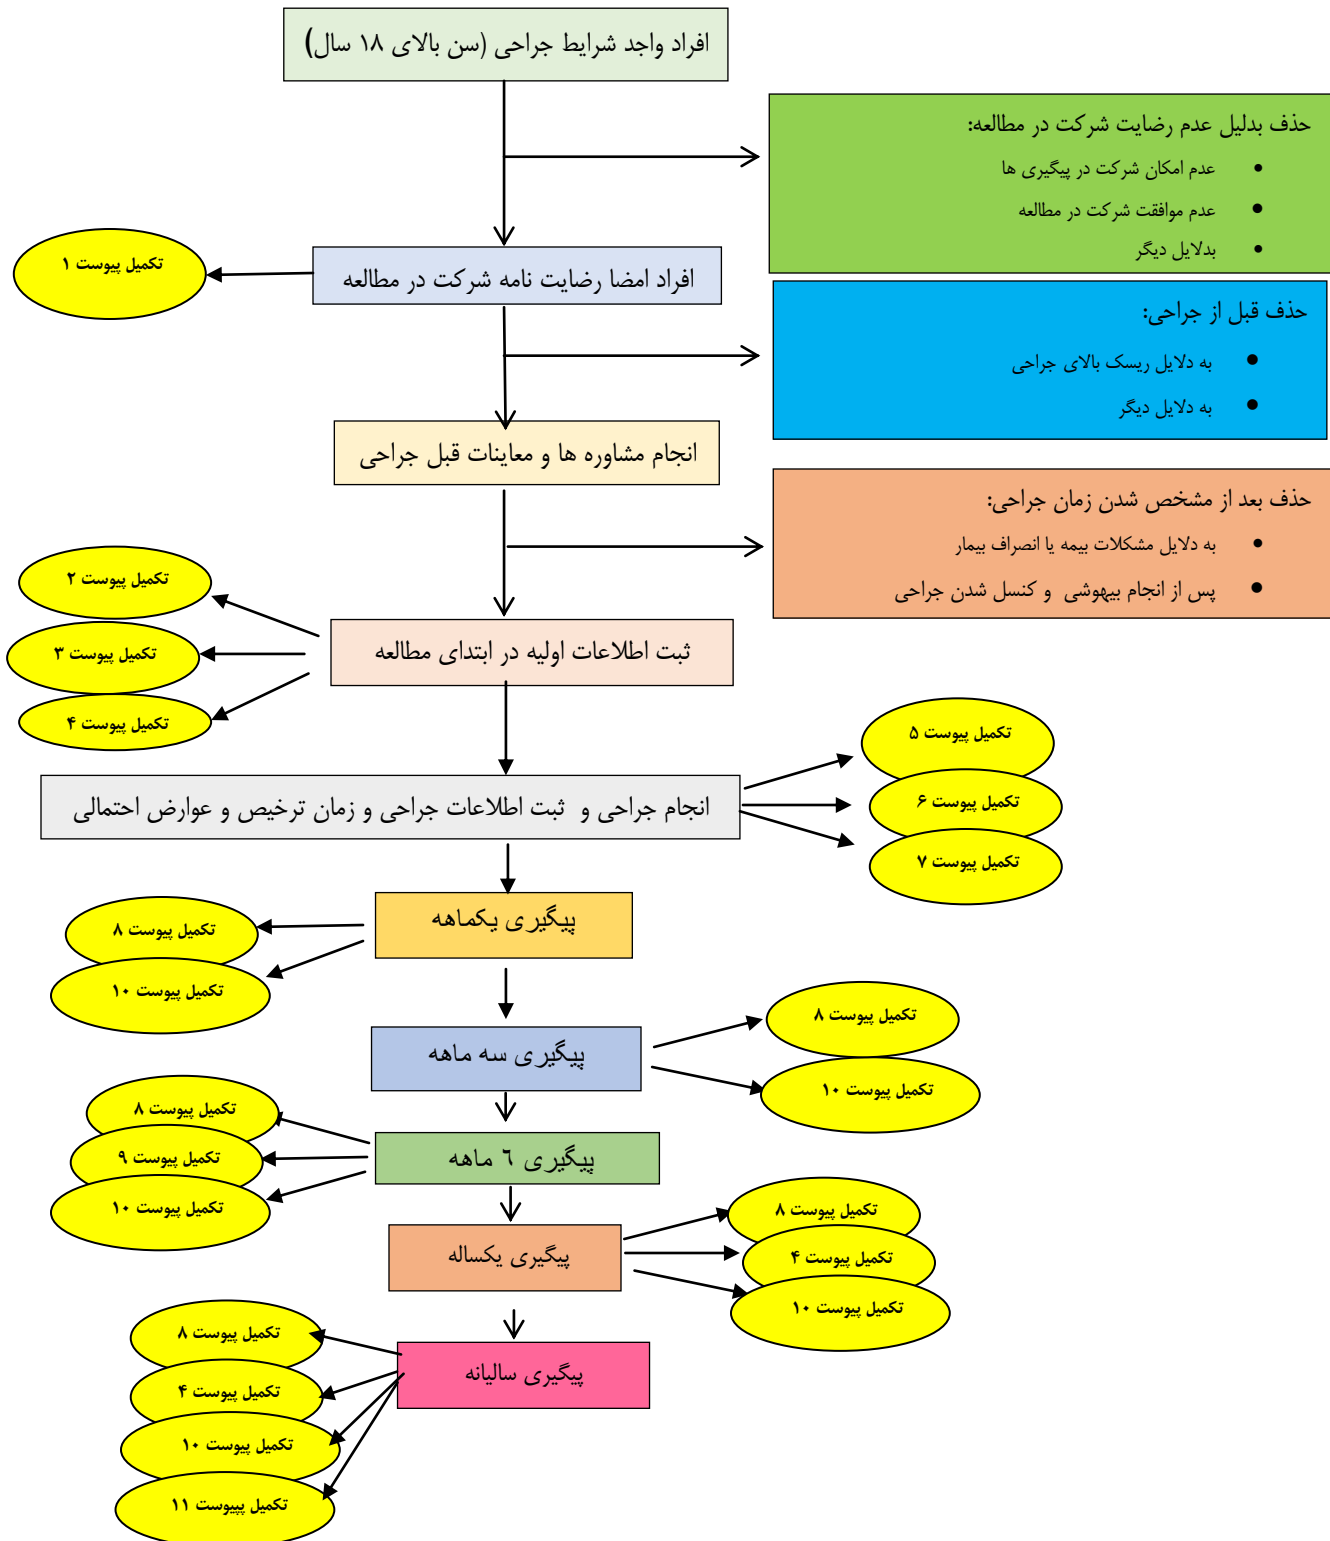 افراد واجد شرایط جراحی (سن بالای ۱۸ سال)
حذف بدلیل عدم رضایت شرکت در مطالعه:
• عدم امکان شرکت در پیگیری ها
• عدم موافقت شرکت در مطالعه
• بدلایل دیگر
افراد امضا رضایت نامه شرکت در مطالعه
تکمیل پیوست ۱
حذف قبل از جراحی:
• به دلایل ریسک بالای جراحی
• به دلایل دیگر
انجام مشاوره ها و معاینات قبل جراحی
حذف بعد از مشخص شدن زمان جراحی:
• به دلایل مشکلات بیمه یا انصراف بیمار
• پس از انجام بیهوشی و کنسل شدن جراحی
ثبت اطلاعات اولیه در ابتدای مطالعه
تکمیل پیوست ۲
تکمیل پیوست ۳
تکمیل پیوست ۴
انجام جراحی و ثبت اطلاعات جراحی و زمان ترخیص و عوارض احتمالی
تکمیل پیوست ۵
تکمیل پیوست ۶
تکمیل پیوست ۷
پیگیری یکماهه
تکمیل پیوست ۸
تکمیل پیوست ۱۰
پیگیری سه ماهه
تکمیل پیوست ۸
تکمیل پیوست ۱۰
پیگیری ٦ ماهه
تکمیل پیوست ۸
تکمیل پیوست ۹
تکمیل پیوست ۱۰
پیگیری یکساله
تکمیل پیوست ۸
تکمیل پیوست ۴
تکمیل پیوست ۱۰
پیگیری سالیانه
تکمیل پیوست ۸
تکمیل پیوست ۴
تکمیل پیوست ۱۰
تکمیل پپیوست ۱۱